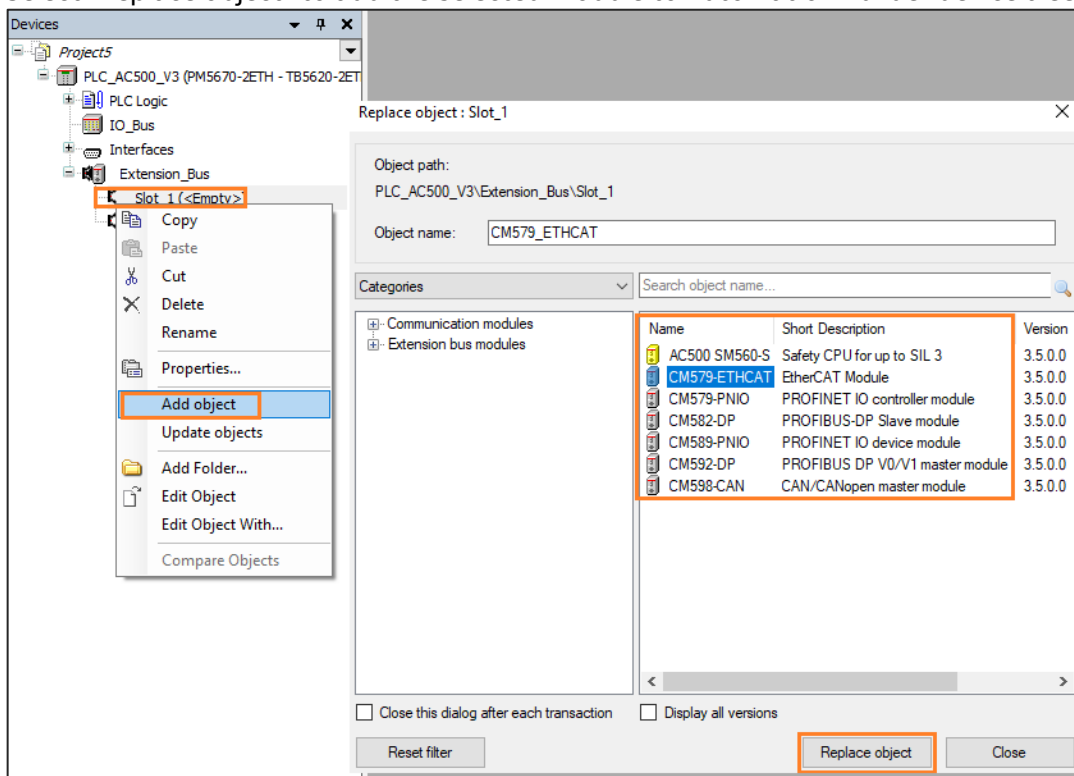 Devices
Project5
PLC_AC500_V3 (PM5670-2ETH - TB5620-2ET
PLC Logic
IO_Bus
Interfaces
Extension_Bus
Slot_1 (<Empty>)
Copy
Paste
Cut
Delete
Rename
Properties...
Add object
Update objects
Add Folder...
Edit Object
Edit Object With...
Compare Objects
Replace object : Slot_1
Object path:
PLC_AC500_V3\Extension_Bus\Slot_1
Object name: CM579_ETHCAT
Categories
Search object name...
Communication modules
Extension bus modules
Name Short Description Version
AC500 SM560-S Safety CPU for up to SIL 3 3.5.0.0
CM579-ETHCAT EtherCAT Module 3.5.0.0
CM579-PNIO PROFINET IO controller module 3.5.0.0
CM582-DP PROFIBUS-DP Slave module 3.5.0.0
CM589-PNIO PROFINET IO device module 3.5.0.0
CM592-DP PROFIBUS DP V0/V1 master module 3.5.0.0
CM598-CAN CAN/CANopen master module 3.5.0.0
Close this dialog after each transaction
Display all versions
Reset filter
Replace object
Close